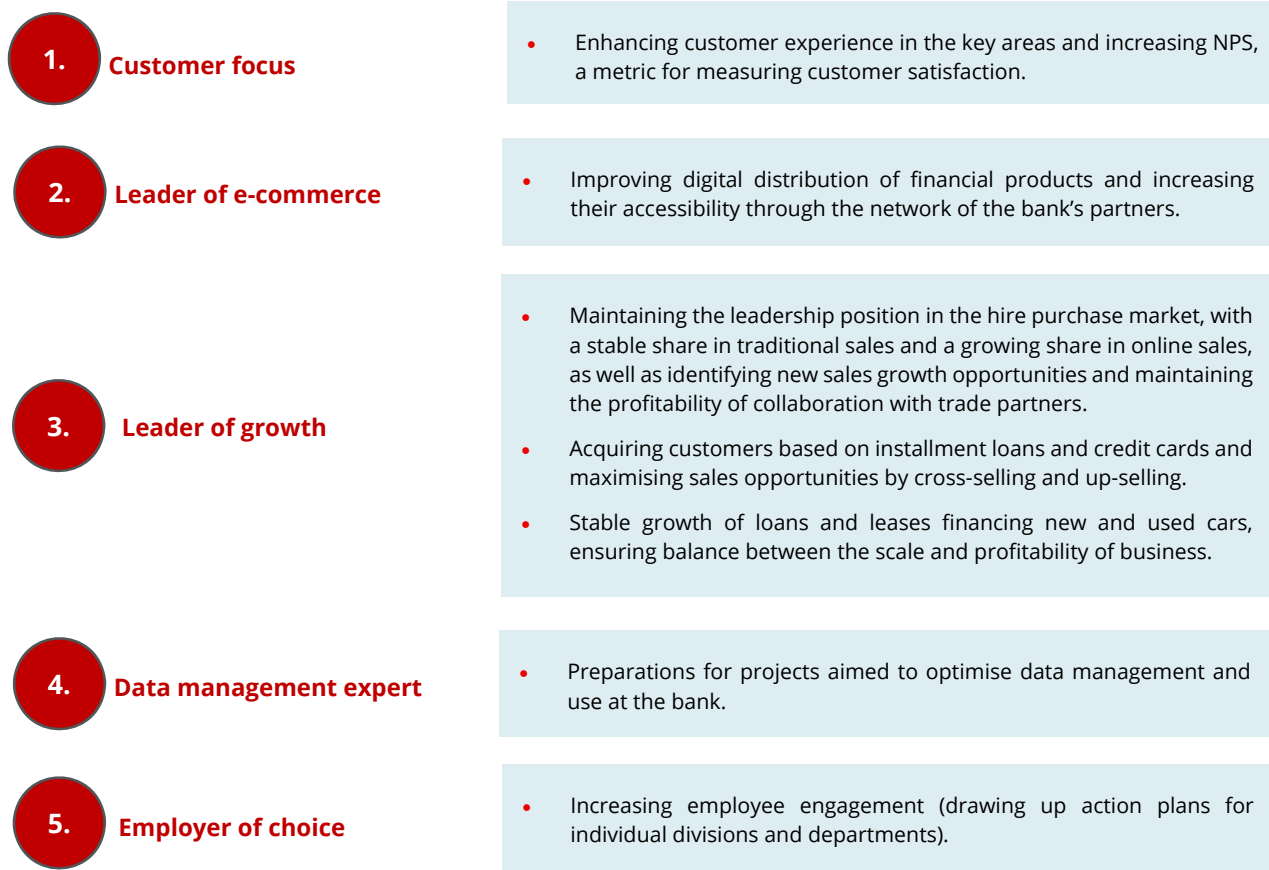 1.
Customer focus
• Enhancing customer experience in the key areas and increasing NPS,
a metric for measuring customer satisfaction.
2.
Leader of e-commerce
• Improving digital distribution of financial products and increasing
their accessibility through the network of the bank’s partners.
3.
Leader of growth
• Maintaining the leadership position in the hire purchase market, with
a stable share in traditional sales and a growing share in online sales,
as well as identifying new sales growth opportunities and maintaining
the profitability of collaboration with trade partners.
• Acquiring customers based on installment loans and credit cards and
maximising sales opportunities by cross-selling and up-selling.
• Stable growth of loans and leases financing new and used cars,
ensuring balance between the scale and profitability of business.
4.
Data management expert
• Preparations for projects aimed to optimise data management and
use at the bank.
5.
Employer of choice
• Increasing employee engagement (drawing up action plans for
individual divisions and departments).